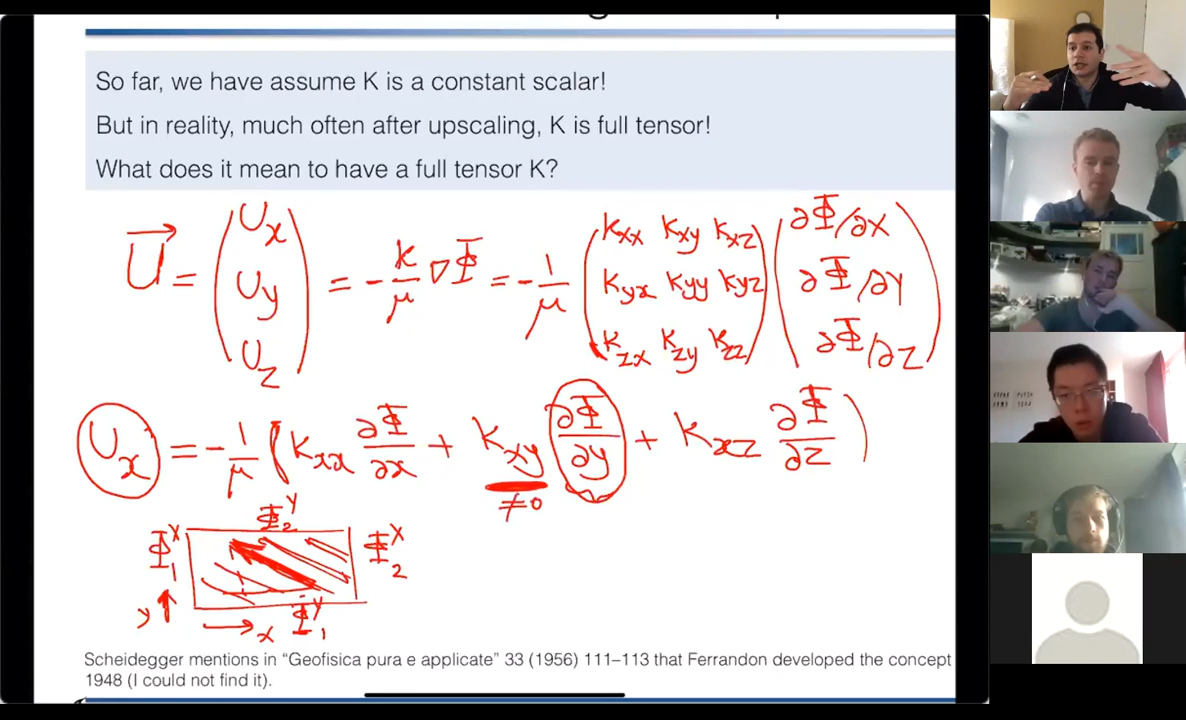 So far, we have assume K is a constant scalar!
But in reality, much often after upscaling, K is full tensor!
What does it mean to have a full tensor K?
U⃗ = (Ux Uy Uz) = - k/μ ∇Φ = - 1/μ (kxx kxy kxz kyx kyy kyz kzx kzy kzz) (∂Φ/∂x ∂Φ/∂y ∂Φ/∂z)
Ux = - 1/μ (kxx ∂Φ/∂x + kxy ∂Φ/∂y + kxz ∂Φ/∂z)
≠0
Φ₂ʸ
Φ₁ˣ Φ₂ˣ
y
x Φ₁ʸ
Scheidegger mentions in “Geofisica pura e applicate” 33 (1956) 111–113 that Ferrandon developed the concept
1948 (I could not find it).